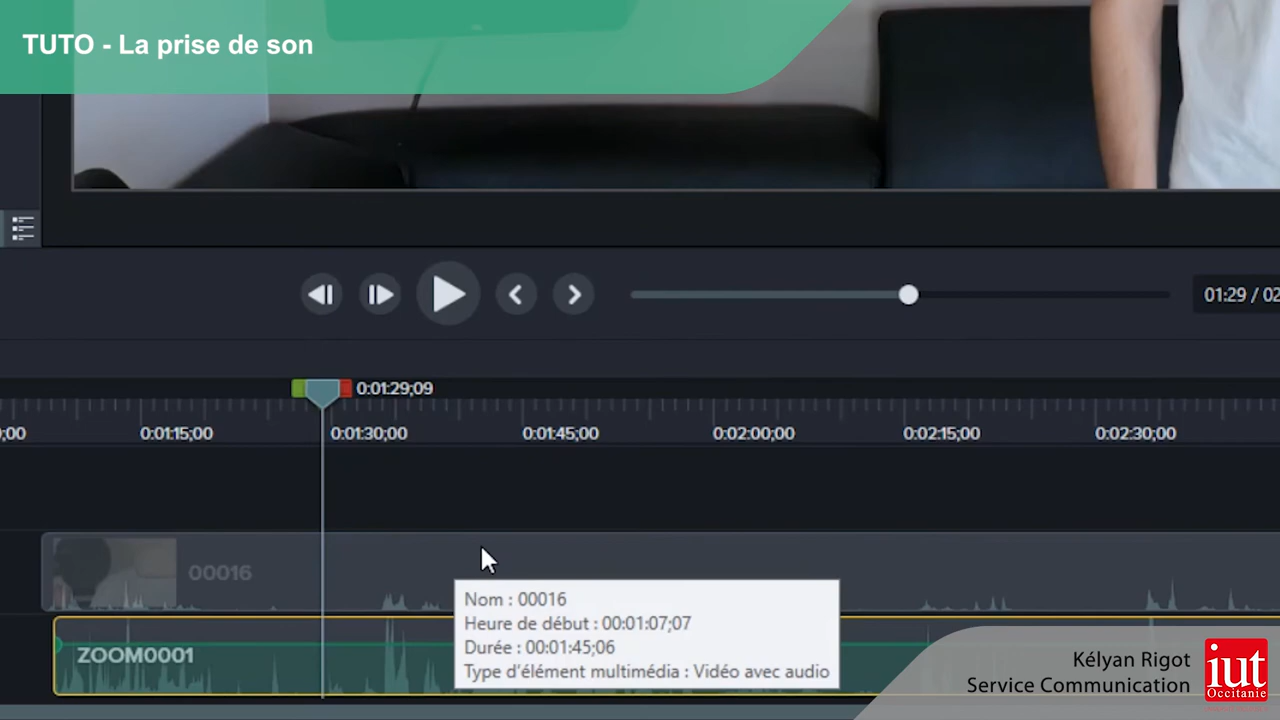 TUTO - La prise de son
01:29 / 02
0:01:29;09
;00
0:01:15;00
0:01:30;00
0:01:45;00
0:02:00;00
0:02:15;00
0:02:30;00
00016
Nom : 00016
Heure de début : 00:01:07;07
Durée : 00:01:45;06
Type d'élément multimédia : Vidéo avec audio
ZOOM0001
Kélyan Rigot
Service Communication
iut
Occitanie